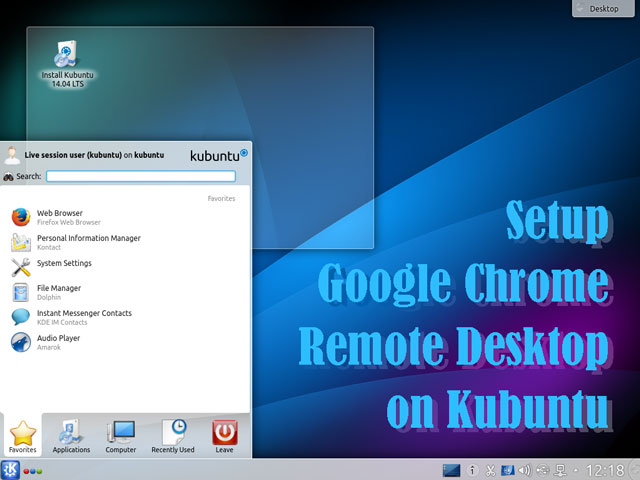 Desktop
Install Kubuntu
14.04 LTS
Live session user (kubuntu) on kubuntu
kubuntu
Search:
Favorites
Web Browser
Firefox Web Browser
Personal Information Manager
Kontact
System Settings
File Manager
Dolphin
Instant Messenger Contacts
KDE IM Contacts
Audio Player
Amarok
Favorites
Applications
Computer
Recently Used
Leave
Setup
Google Chrome
Remote Desktop
on Kubuntu
12:18